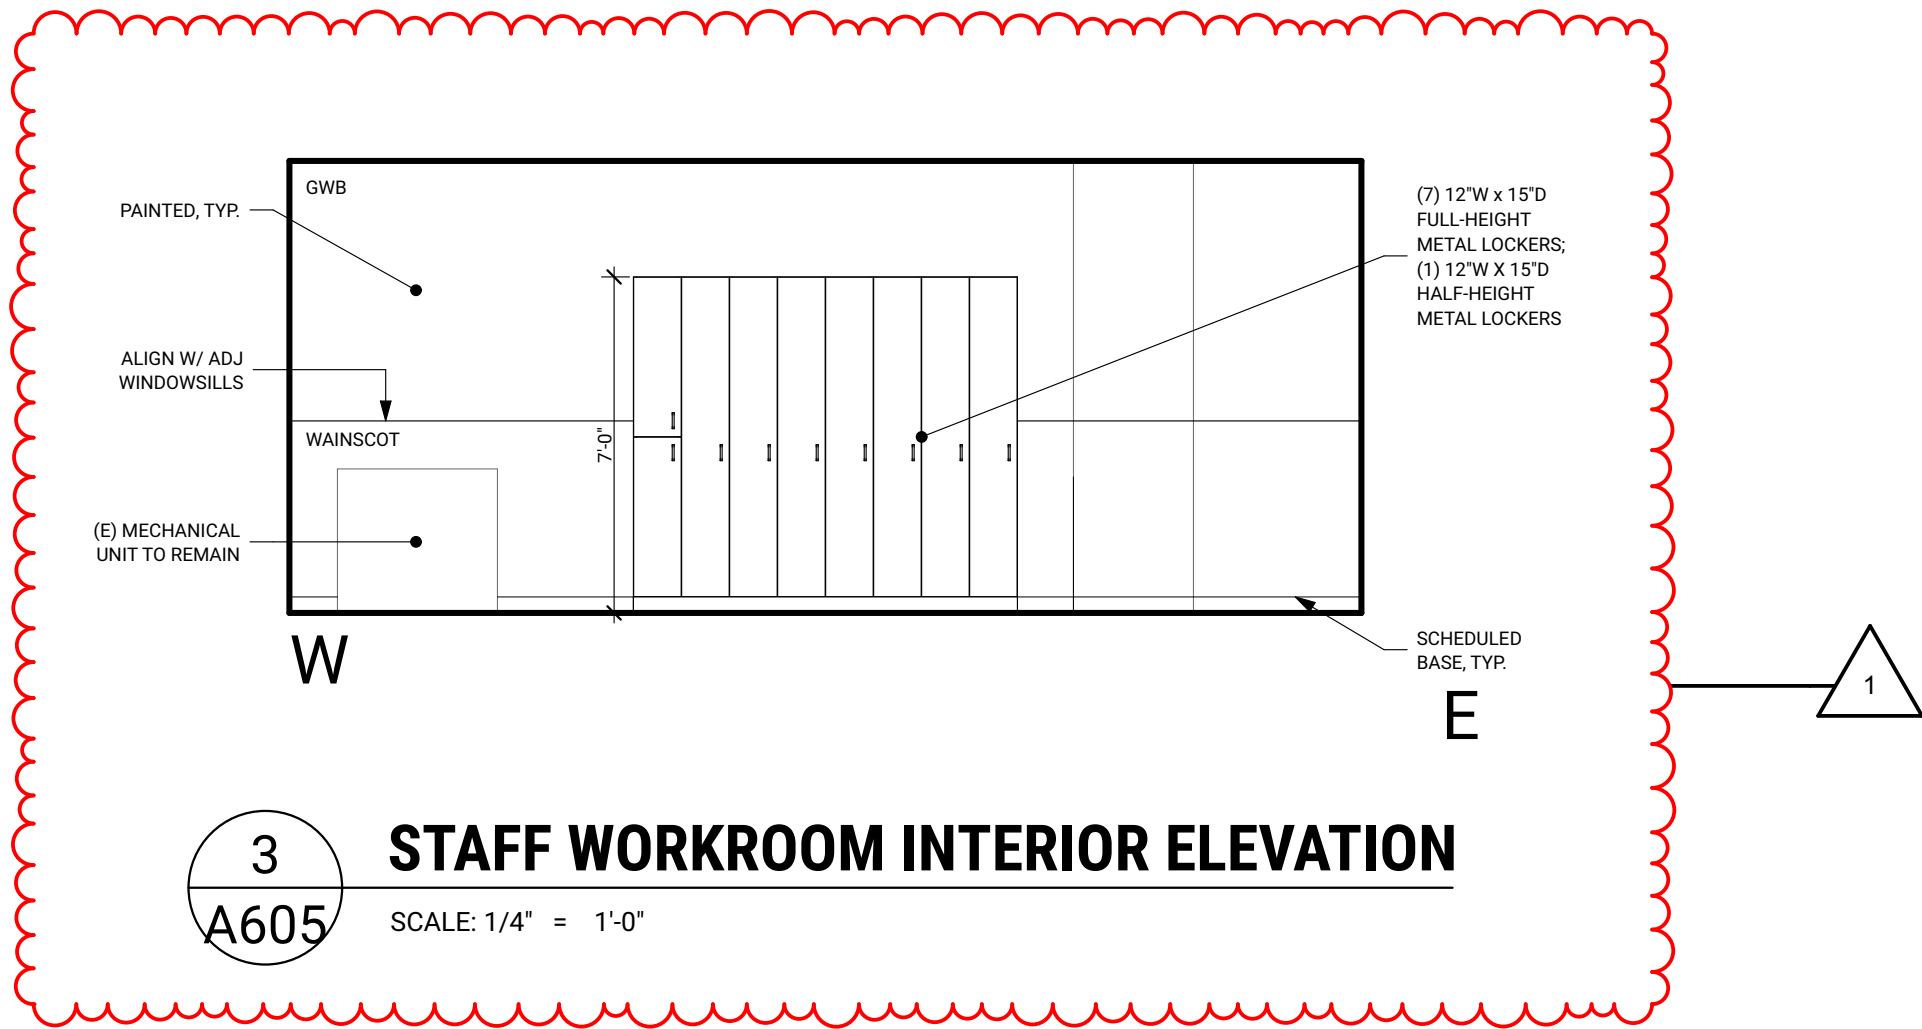 GWB
PAINTED, TYP.
(7) 12"W x 15"D
FULL-HEIGHT
METAL LOCKERS;
(1) 12"W X 15"D
HALF-HEIGHT
METAL LOCKERS
ALIGN W/ ADJ
WINDOWSILLS
WAINSCOT
7'-0"
(E) MECHANICAL
UNIT TO REMAIN
SCHEDULED
BASE, TYP.
W
E
1
3
A605
STAFF WORKROOM INTERIOR ELEVATION
SCALE: 1/4" = 1'-0"